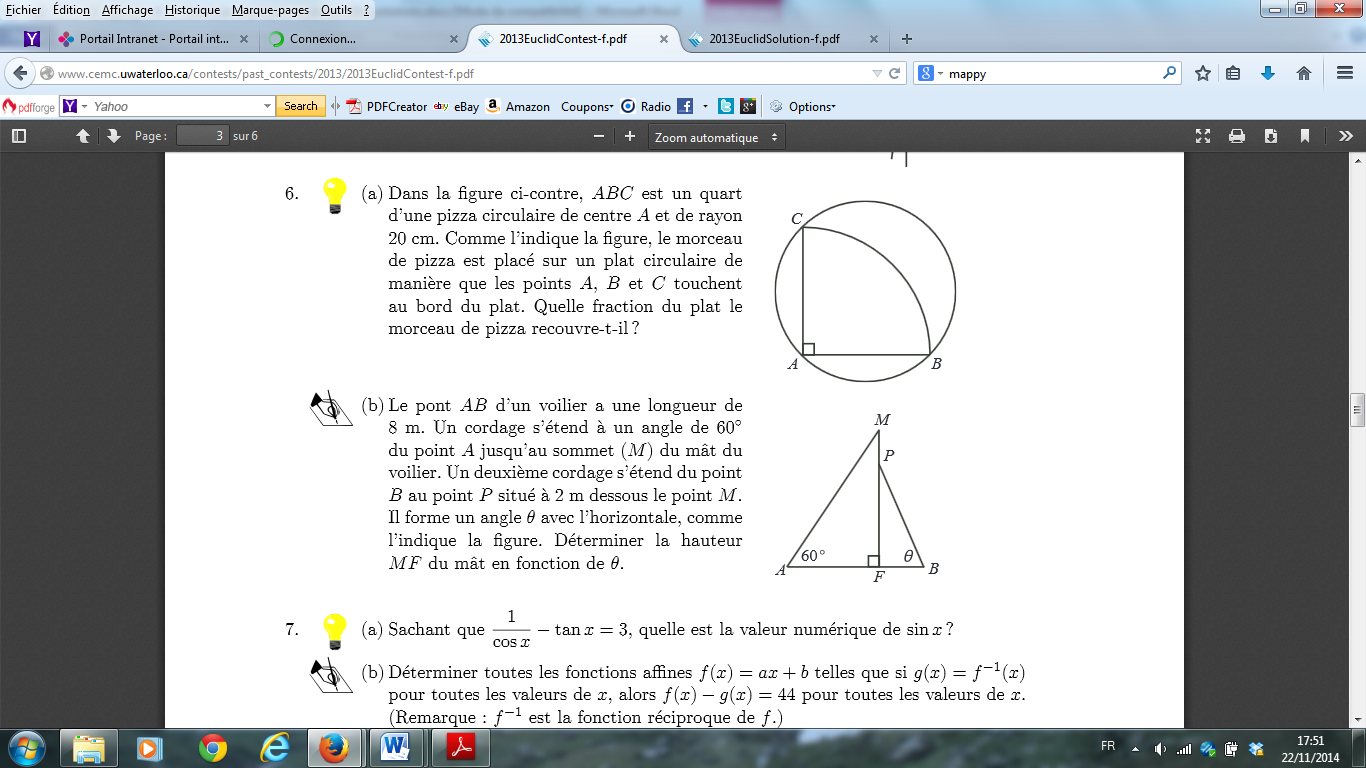 Fichier Édition Affichage Historique Marque-pages Outils ?
Portail Intranet - Portail int... Connexion... 2013EuclidContest-f.pdf 2013EuclidSolution-f.pdf
www.cemc.uwaterloo.ca/contests/past_contests/2013/2013EuclidContest-f.pdf mappy
pdfforge Yahoo Search PDFCreator eBay Amazon Coupons Radio Options
Page : 3 sur 6 Zoom automatique
6. (a) Dans la figure ci-contre, ABC est un quart
d'une pizza circulaire de centre A et de rayon
20 cm. Comme l'indique la figure, le morceau
de pizza est placé sur un plat circulaire de
manière que les points A, B et C touchent
au bord du plat. Quelle fraction du plat le
morceau de pizza recouvre-t-il ?
C
A
B
(b) Le pont AB d'un voilier a une longueur de
8 m. Un cordage s'étend à un angle de 60°
du point A jusqu'au sommet (M) du mât du
voilier. Un deuxième cordage s'étend du point
B au point P situé à 2 m dessous le point M.
Il forme un angle θ avec l'horizontale, comme
l'indique la figure. Déterminer la hauteur
MF du mât en fonction de θ.
M
P
60° θ
A F B
7. (a) Sachant que 1/cos x − tan x = 3, quelle est la valeur numérique de sin x ?
(b) Déterminer toutes les fonctions affines f(x) = ax + b telles que si g(x) = f⁻¹(x)
pour toutes les valeurs de x, alors f(x) − g(x) = 44 pour toutes les valeurs de x.
(Remarque : f⁻¹ est la fonction réciproque de f.)
FR 17:51
22/11/2014